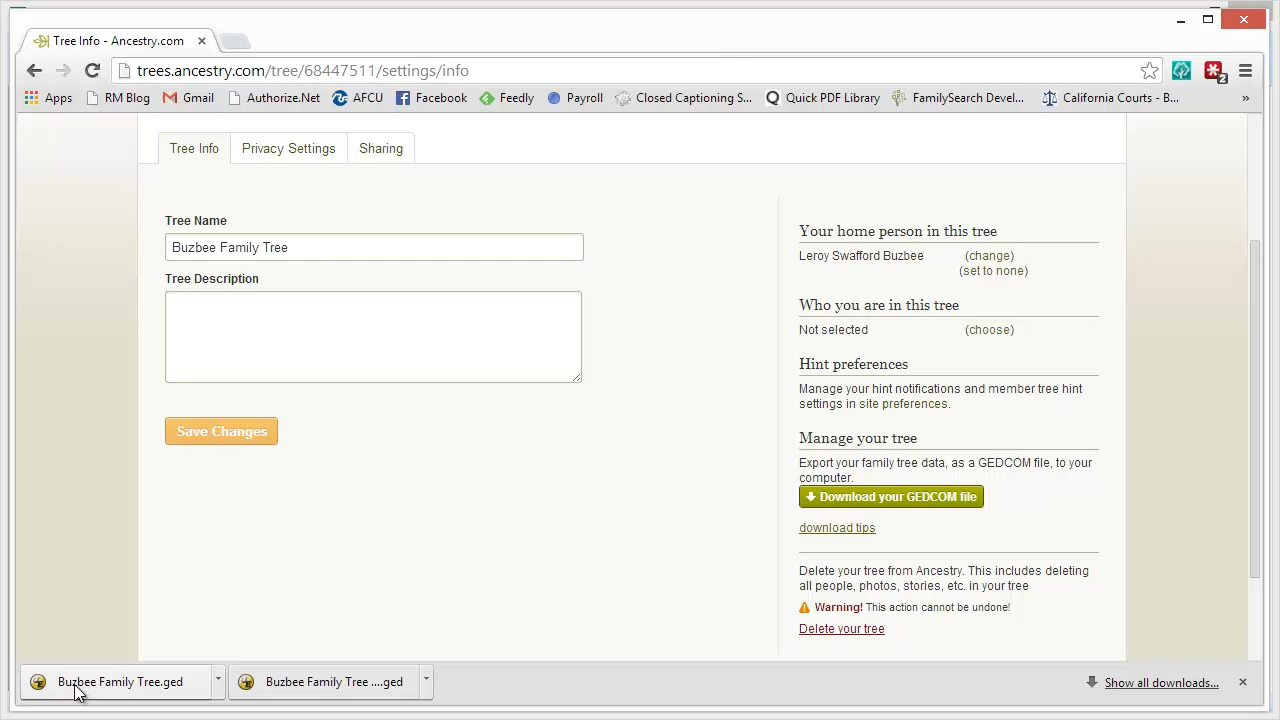 Tree Info - Ancestry.com
trees.ancestry.com/tree/68447511/settings/info
Apps RM Blog Gmail Authorize.Net AFCU Facebook Feedly Payroll Closed Captioning S... Quick PDF Library FamilySearch Devel... California Courts - B... »
2
Tree Info Privacy Settings Sharing
Tree Name
Buzbee Family Tree
Tree Description
Save Changes
Your home person in this tree
Leroy Swafford Buzbee (change)
(set to none)
Who you are in this tree
Not selected (choose)
Hint preferences
Manage your hint notifications and member tree hint
settings in site preferences.
Manage your tree
Export your family tree data, as a GEDCOM file, to your
computer.
Download your GEDCOM file
download tips
Delete your tree from Ancestry. This includes deleting
all people, photos, stories, etc. in your tree
Warning! This action cannot be undone!
Delete your tree
Buzbee Family Tree.ged Buzbee Family Tree ....ged Show all downloads...